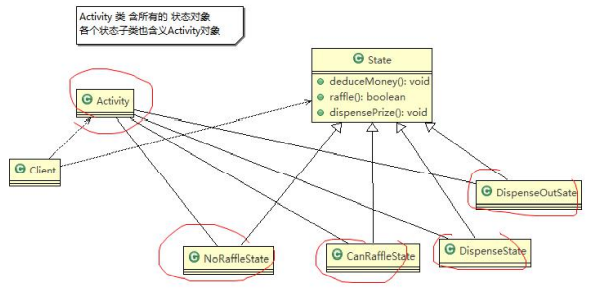 Activity 类 含所有的 状态对象
各个状态子类也含义Activity对象
State
deduceMoney(): void
raffle(): boolean
dispensePrize(): void
Activity
Client
DispenseOutSate
NoRaffleState
CanRaffleState
DispenseState